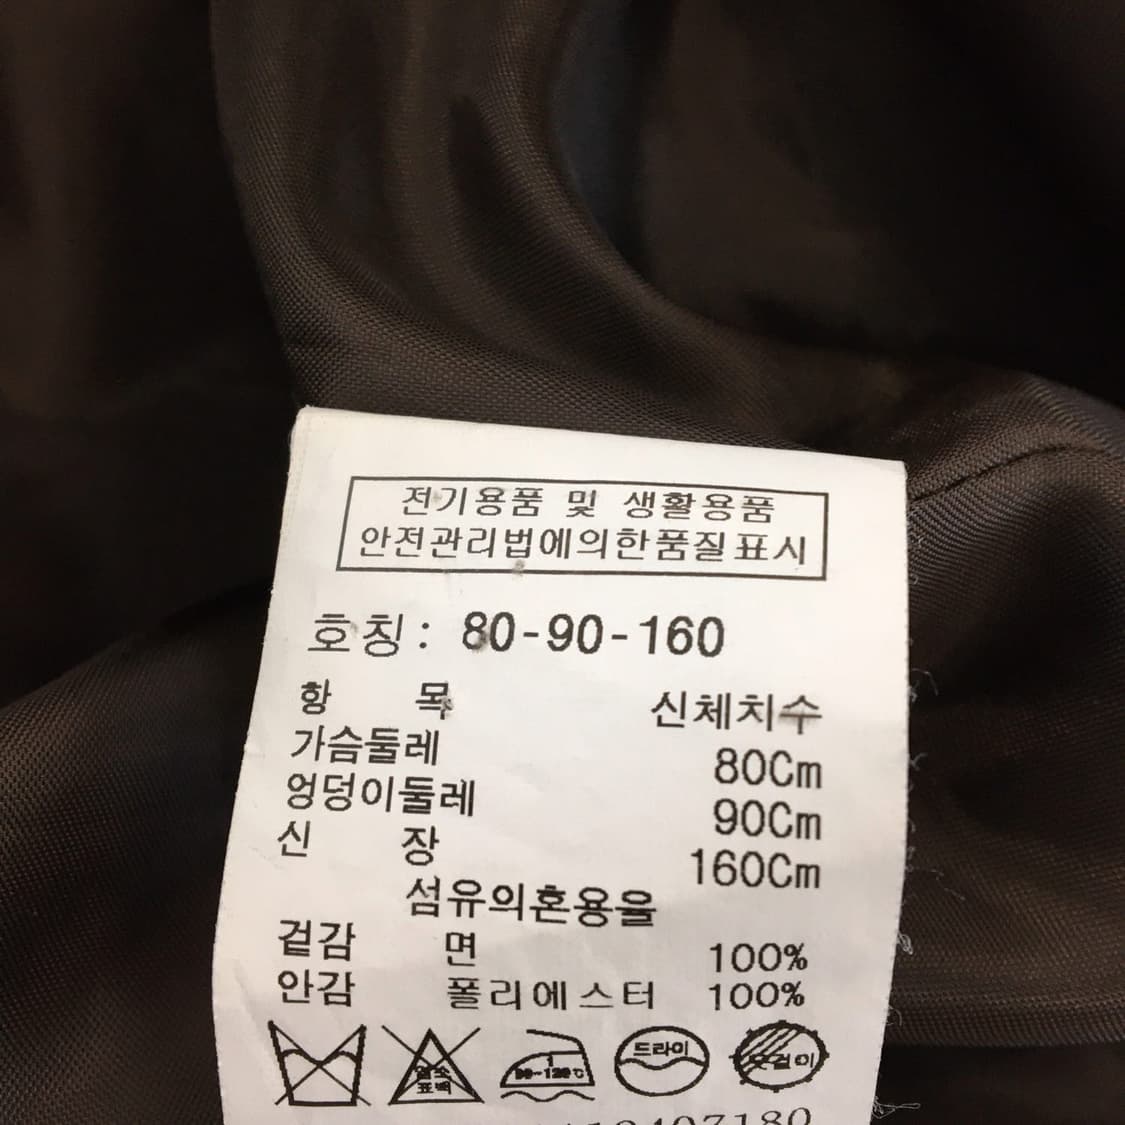 전기용품 및 생활용품
안전관리법에의한품질표시
호칭: 80-90-160
항 목 신체치수
가슴둘레 80Cm
엉덩이둘레 90Cm
신 장 160Cm
섬유의혼용율
겉감 면 100%
안감 폴리에스터 100%
표백
드라이